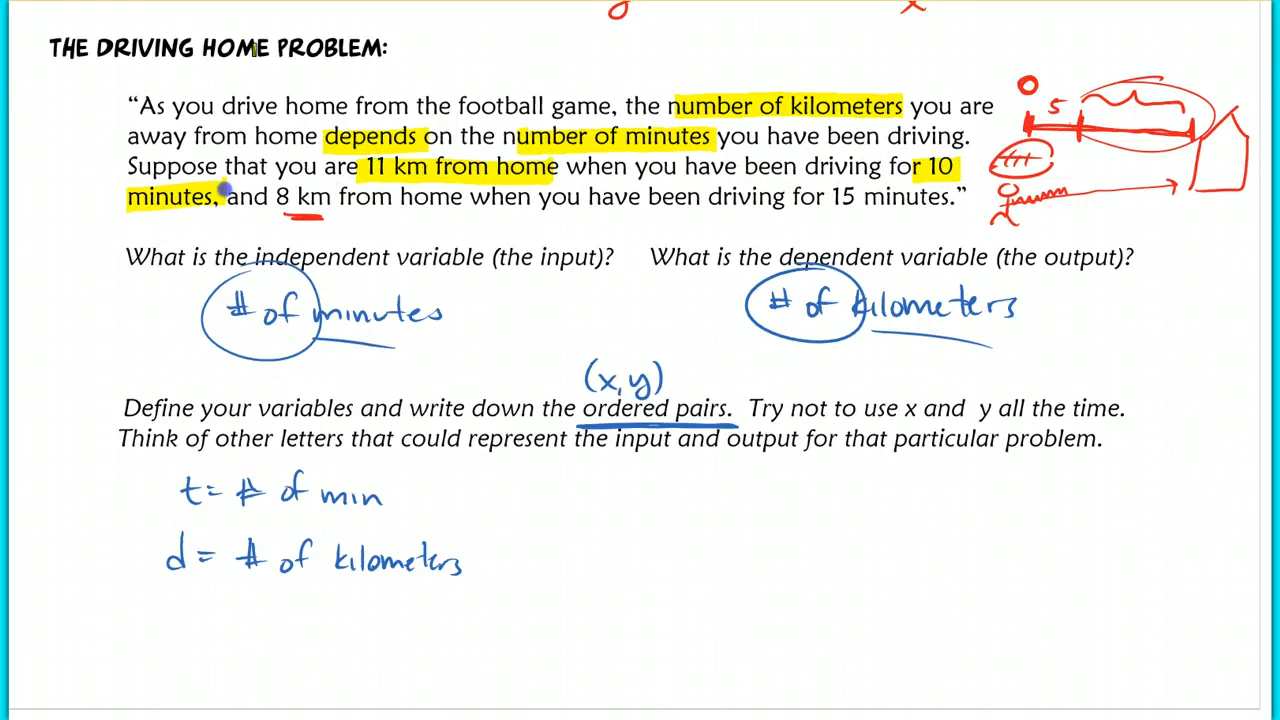 y x
THE DRIVING HOME PROBLEM:
“As you drive home from the football game, the number of kilometers you are
away from home depends on the number of minutes you have been driving.
Suppose that you are 11 km from home when you have been driving for 10
minutes, and 8 km from home when you have been driving for 15 minutes.”
0
5
What is the independent variable (the input)? What is the dependent variable (the output)?
# of minutes # of kilometers
(x,y)
Define your variables and write down the ordered pairs. Try not to use x and y all the time.
Think of other letters that could represent the input and output for that particular problem.
t = # of min
d = # of kilometers